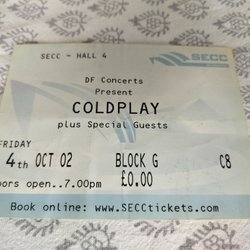 SECC - HALL 4
SECC
DF Concerts
Present
COLDPLAY
plus Special Guests
FRIDAY
4th OCT 02 BLOCK G C8
oors open..7.00pm £0.00
Book online: www.SECCtickets.com